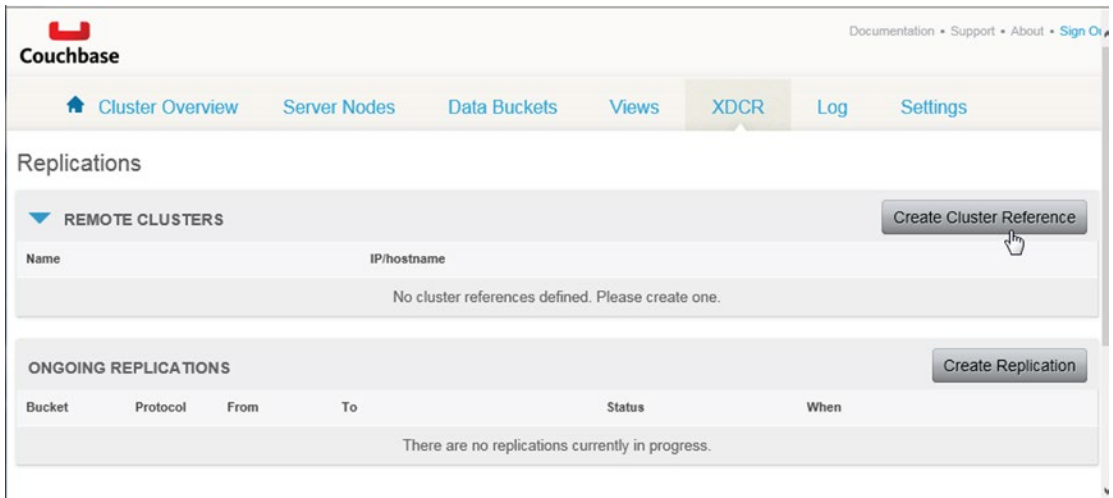 Couchbase
Documentation • Support • About • Sign Ou
Cluster Overview Server Nodes Data Buckets Views XDCR Log Settings
Replications
REMOTE CLUSTERS Create Cluster Reference
Name IP/hostname
No cluster references defined. Please create one.
ONGOING REPLICATIONS Create Replication
Bucket Protocol From To Status When
There are no replications currently in progress.